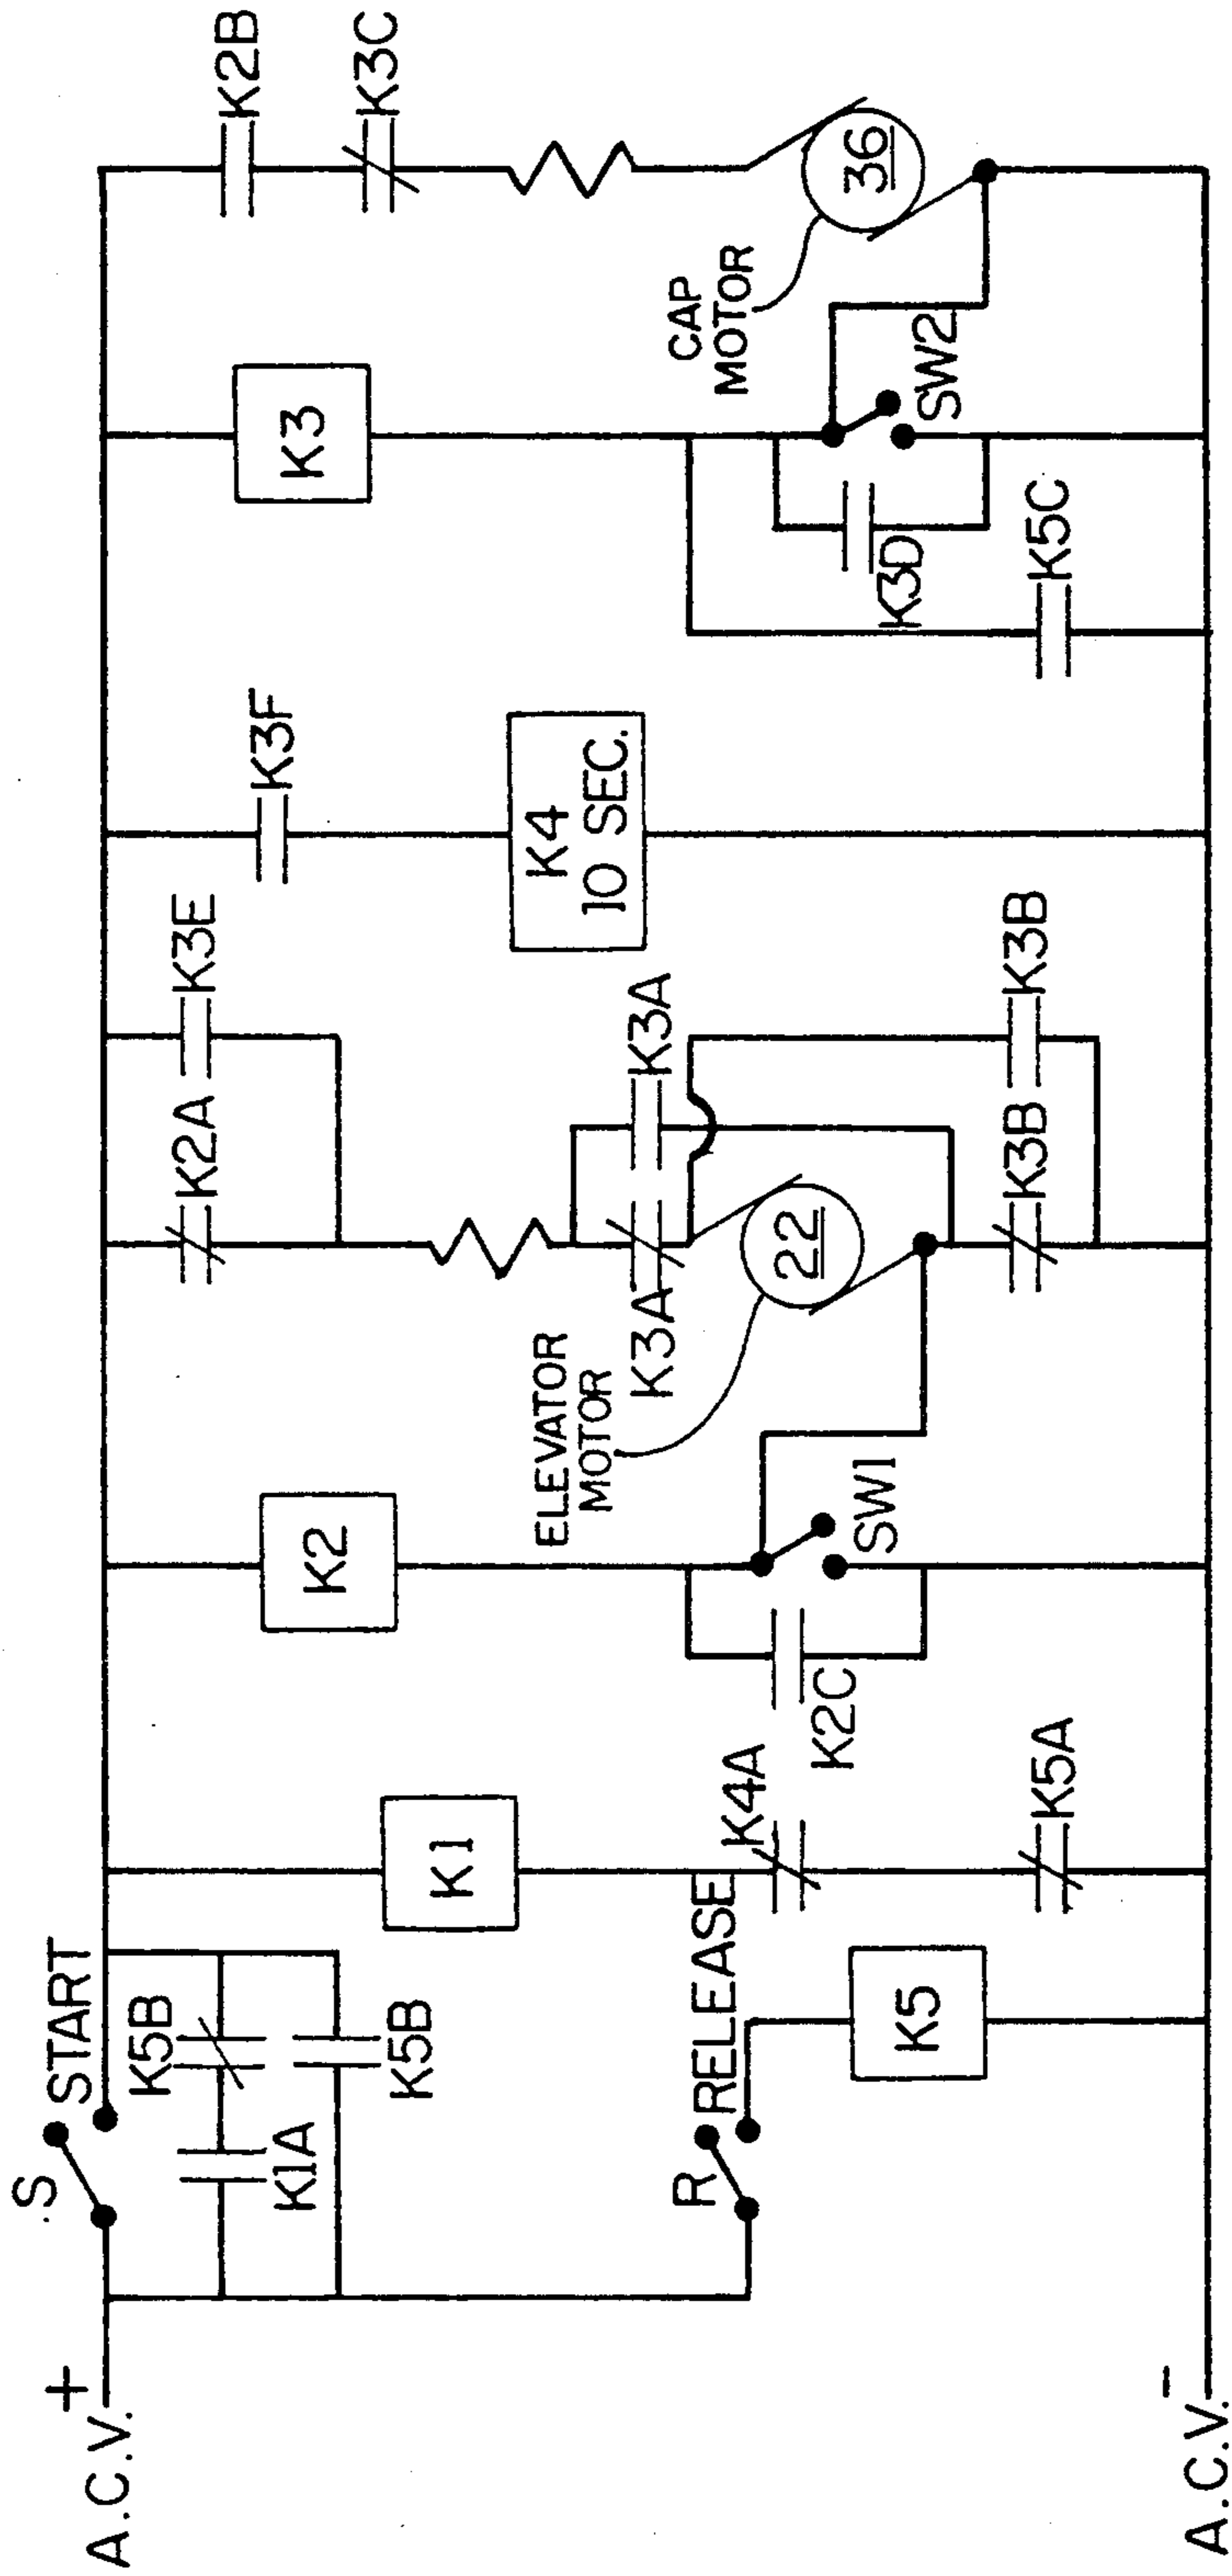 A.C.V. +
S
START
K5B
K1A
K5B
R
RELEASE
K5
K1
K4A
K5A
K2
K2C
SW1
ELEVATOR
MOTOR
22
K2A
K3E
K3A
K3A
K3B
K3B
K3F
K4
10 SEC.
K3
K3D
K5C
SW2
CAP
MOTOR
36
K2B
K3C
A.C.V. -